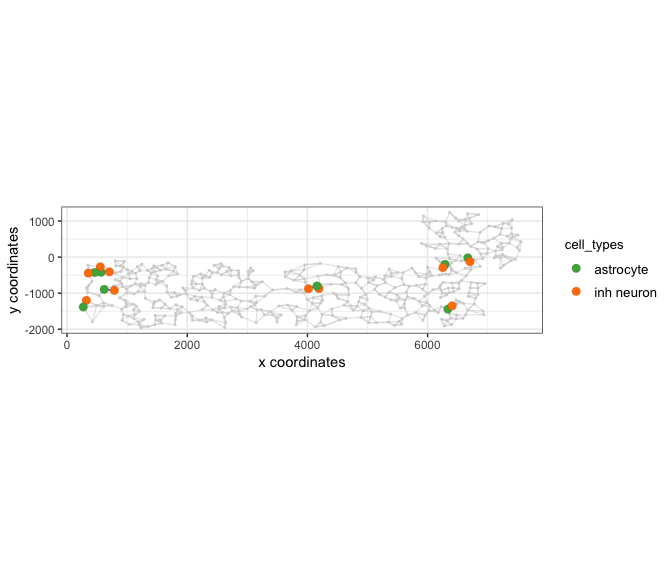 1000
0
-1000
-2000
y coordinates
0
2000
4000
6000
x coordinates
cell_types
astrocyte
inh neuron